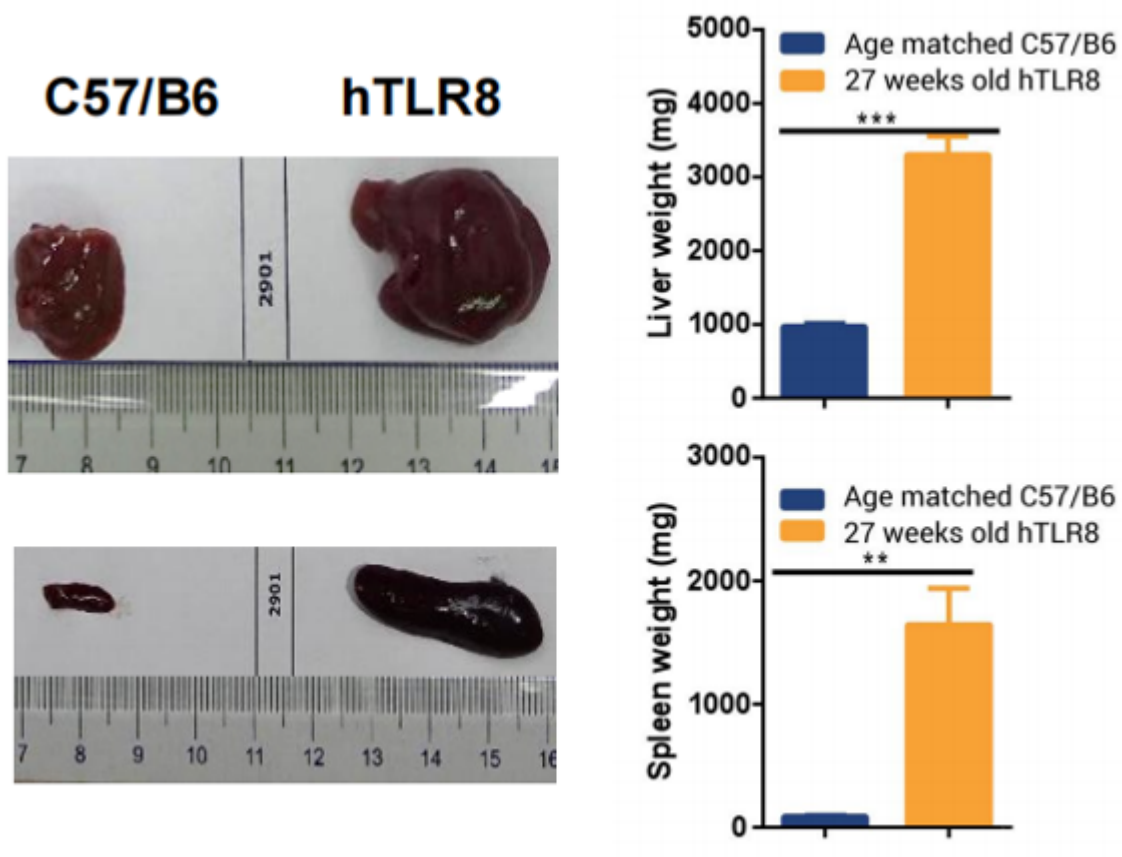 C57/B6 hTLR8
2901
7 8 9 10 11 12 13 14 15
2901
7 8 9 10 11 12 13 14 15 16
Liver weight (mg)
5000
4000
3000
2000
1000
0
Age matched C57/B6
27 weeks old hTLR8
***
Spleen weight (mg)
3000
2000
1000
0
Age matched C57/B6
27 weeks old hTLR8
**